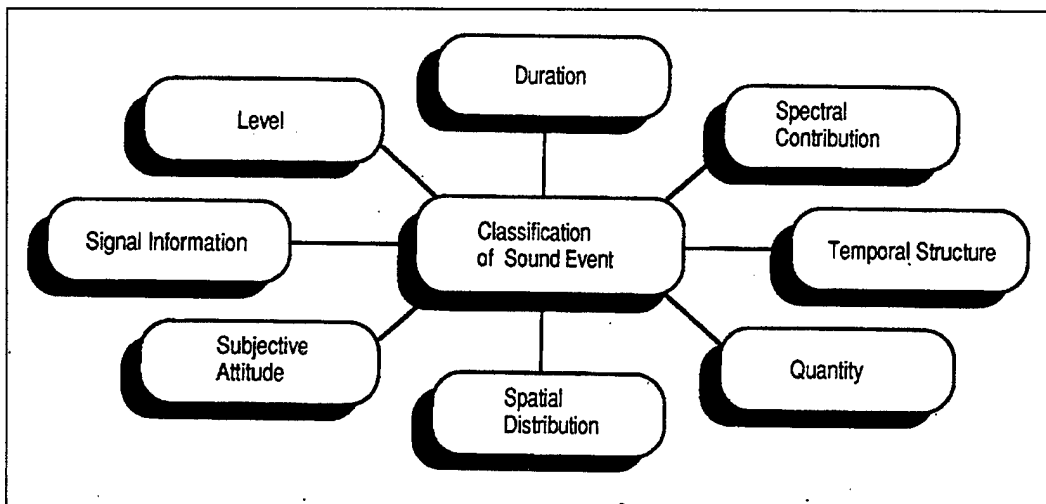 Duration
Level
Spectral
Contribution
Classification
of Sound Event
Signal Information
Temporal Structure
Subjective
Attitude
Spatial
Distribution
Quantity